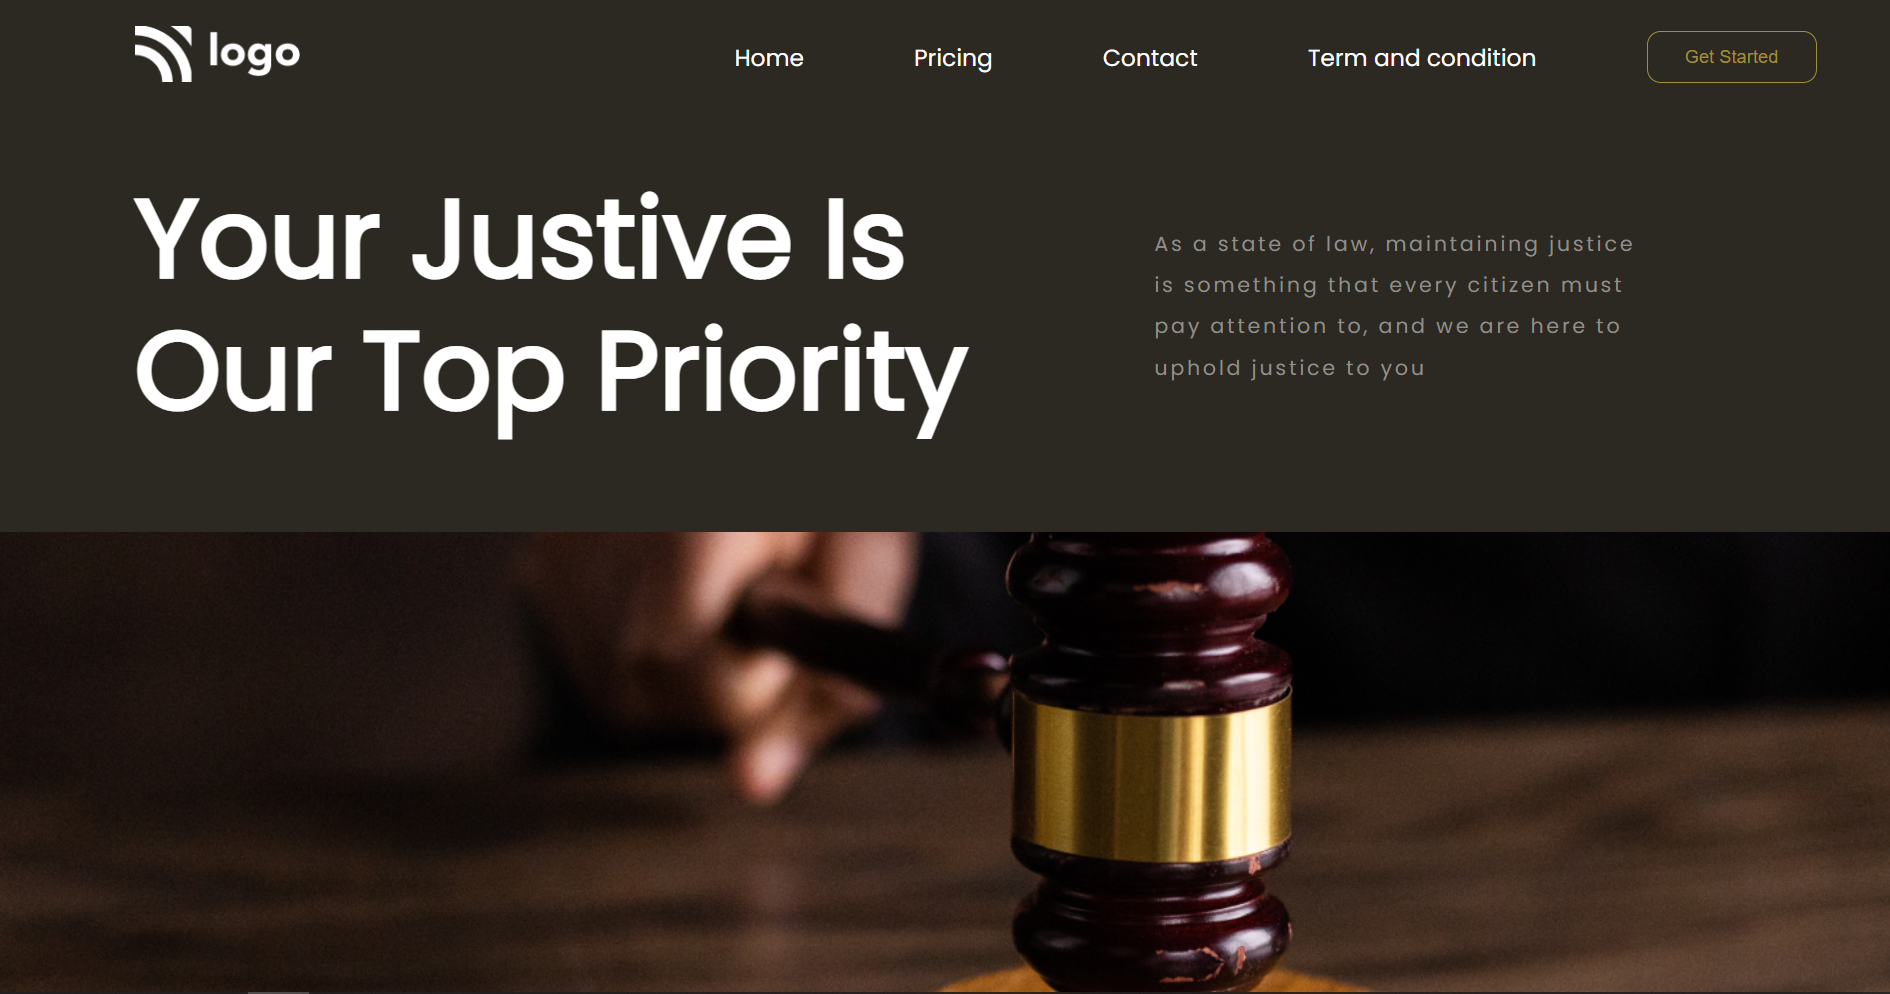 logo
Home
Pricing
Contact
Term and condition
Get Started
Your Justive Is
Our Top Priority
As a state of law, maintaining justice
is something that every citizen must
pay attention to, and we are here to
uphold justice to you